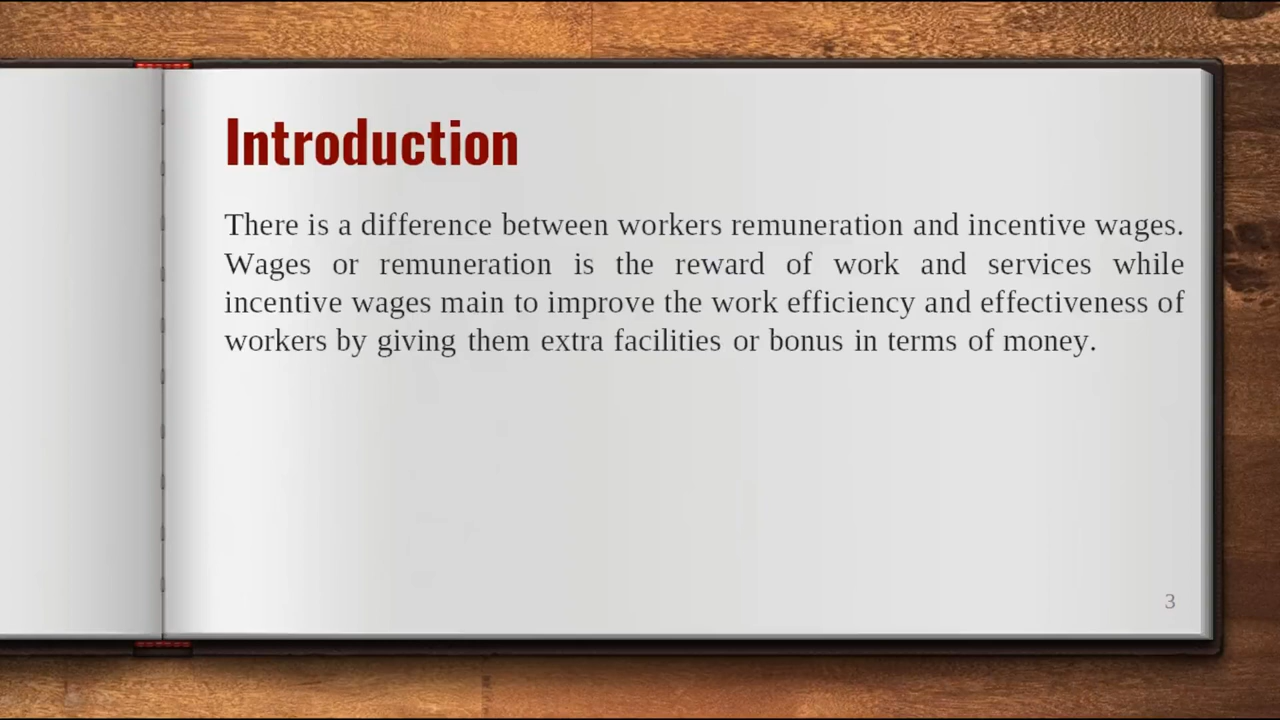 Introduction
There is a difference between workers remuneration and incentive wages.
Wages or remuneration is the reward of work and services while
incentive wages main to improve the work efficiency and effectiveness of
workers by giving them extra facilities or bonus in terms of money.
3